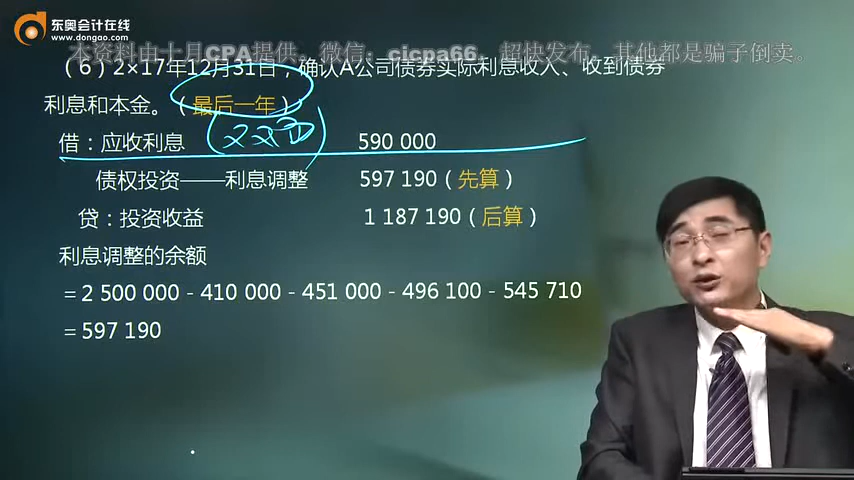 东奥会计在线
www.dongao.com
本资料由十月CPA提供，微信：cicpa66，超快发布，其他都是骗子倒卖。
（6）2×17年12月31日，确认A公司债券实际利息收入、收到债券
利息和本金。（最后一年）
借：应收利息 590 000
债权投资——利息调整 597 190（先算）
贷：投资收益 1 187 190（后算）
利息调整的余额
＝2 500 000－410 000－451 000－496 100－545 710
＝597 190